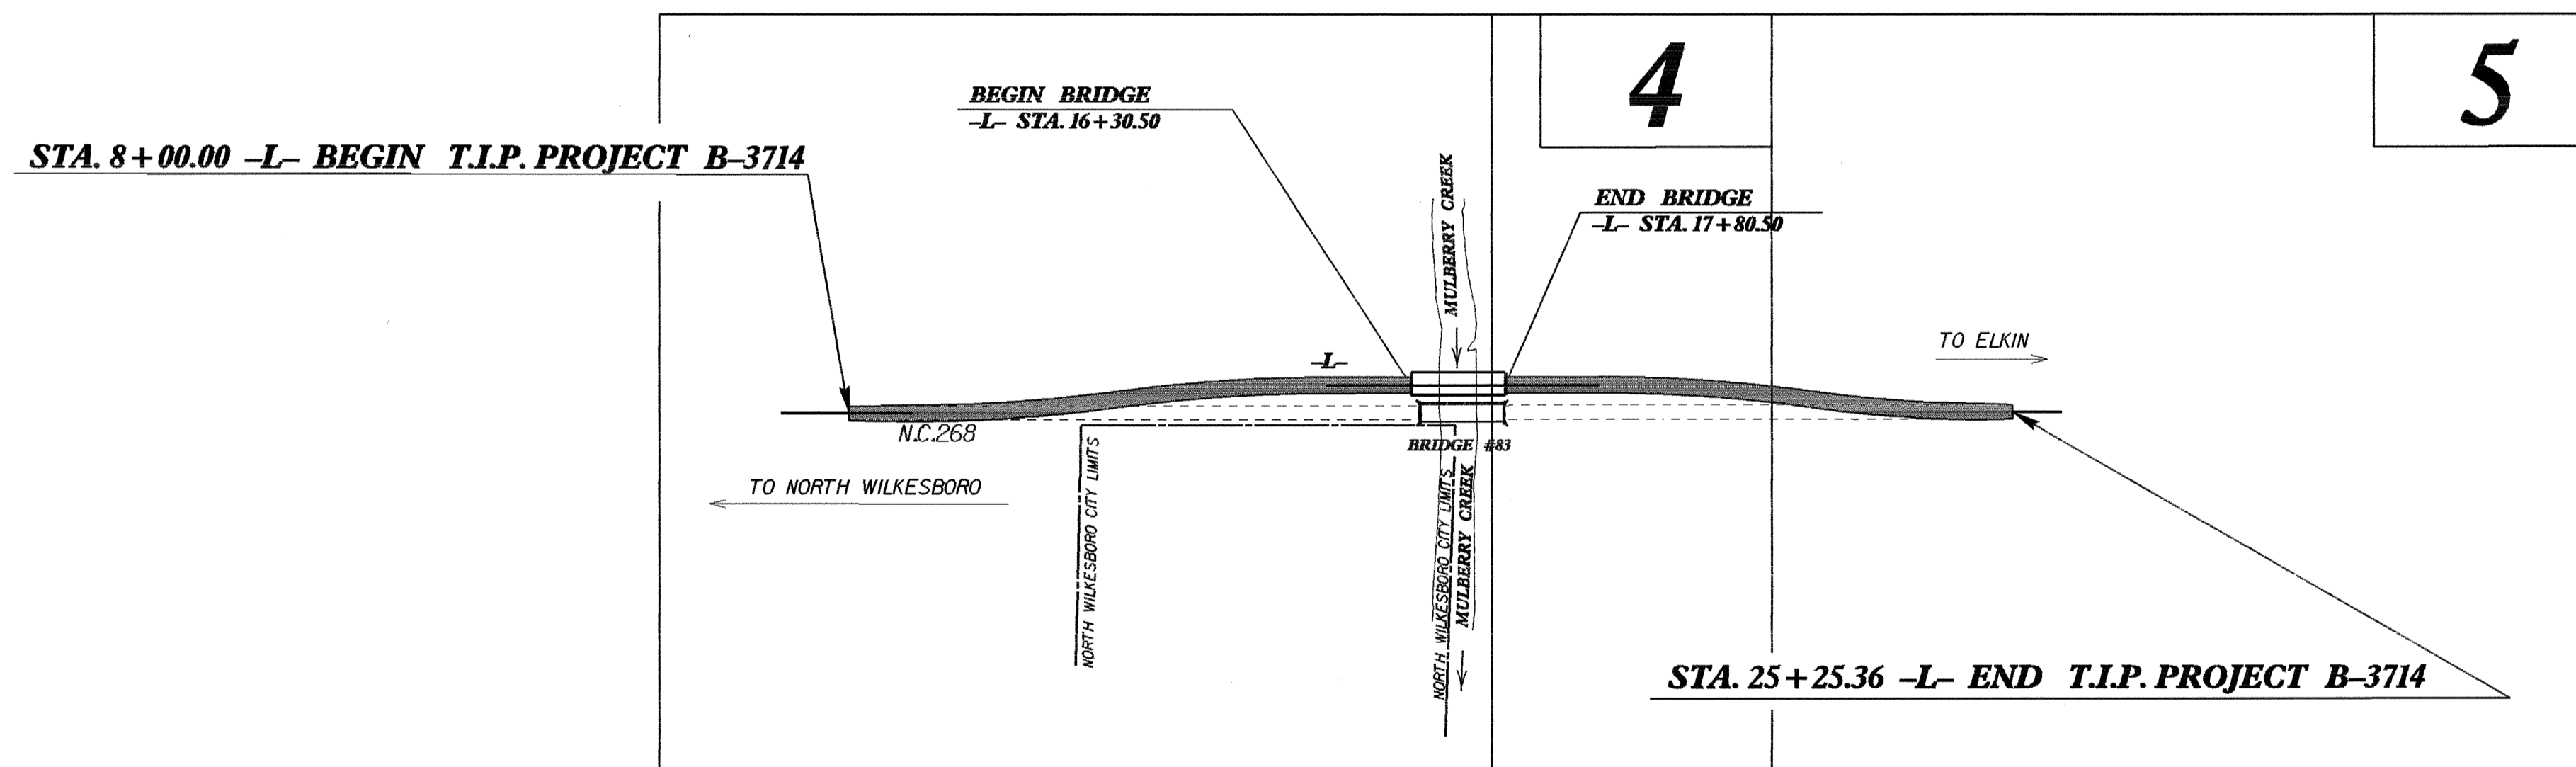 4
5
BEGIN BRIDGE
–L– STA. 16+30.50
STA. 8+00.00 –L– BEGIN T.I.P. PROJECT B–3714
MULBERRY CREEK
END BRIDGE
–L– STA. 17+80.50
TO ELKIN
–L–
N.C.268
BRIDGE #83
TO NORTH WILKESBORO
NORTH WILKESBORO CITY LIMITS
NORTH WILKESBORO CITY LIMITS
MULBERRY CREEK
STA. 25+25.36 –L– END T.I.P. PROJECT B–3714